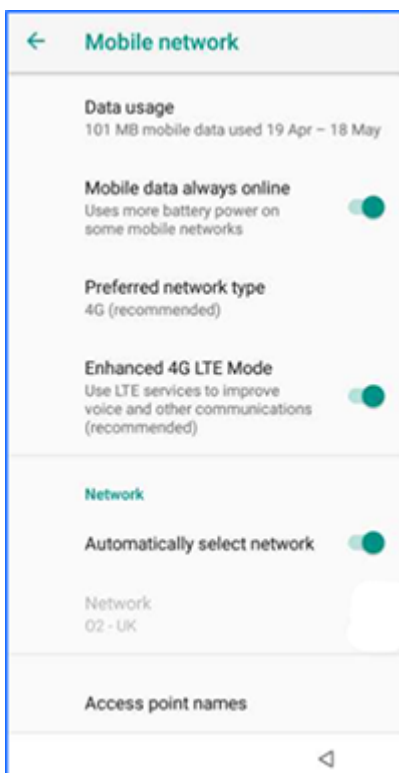 Mobile network
Data usage
101 MB mobile data used 19 Apr – 18 May
Mobile data always online
Uses more battery power on
some mobile networks
Preferred network type
4G (recommended)
Enhanced 4G LTE Mode
Use LTE services to improve
voice and other communications
(recommended)
Network
Automatically select network
Network
O2 - UK
Access point names